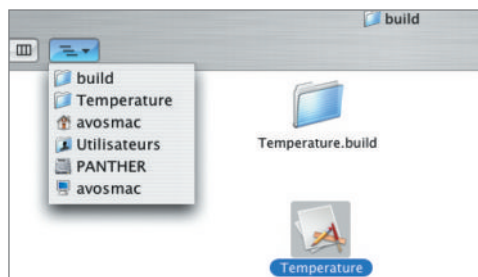 build
build
Temperature
avosmac
Utilisateurs
PANTHER
avosmac
Temperature.build
Temperature